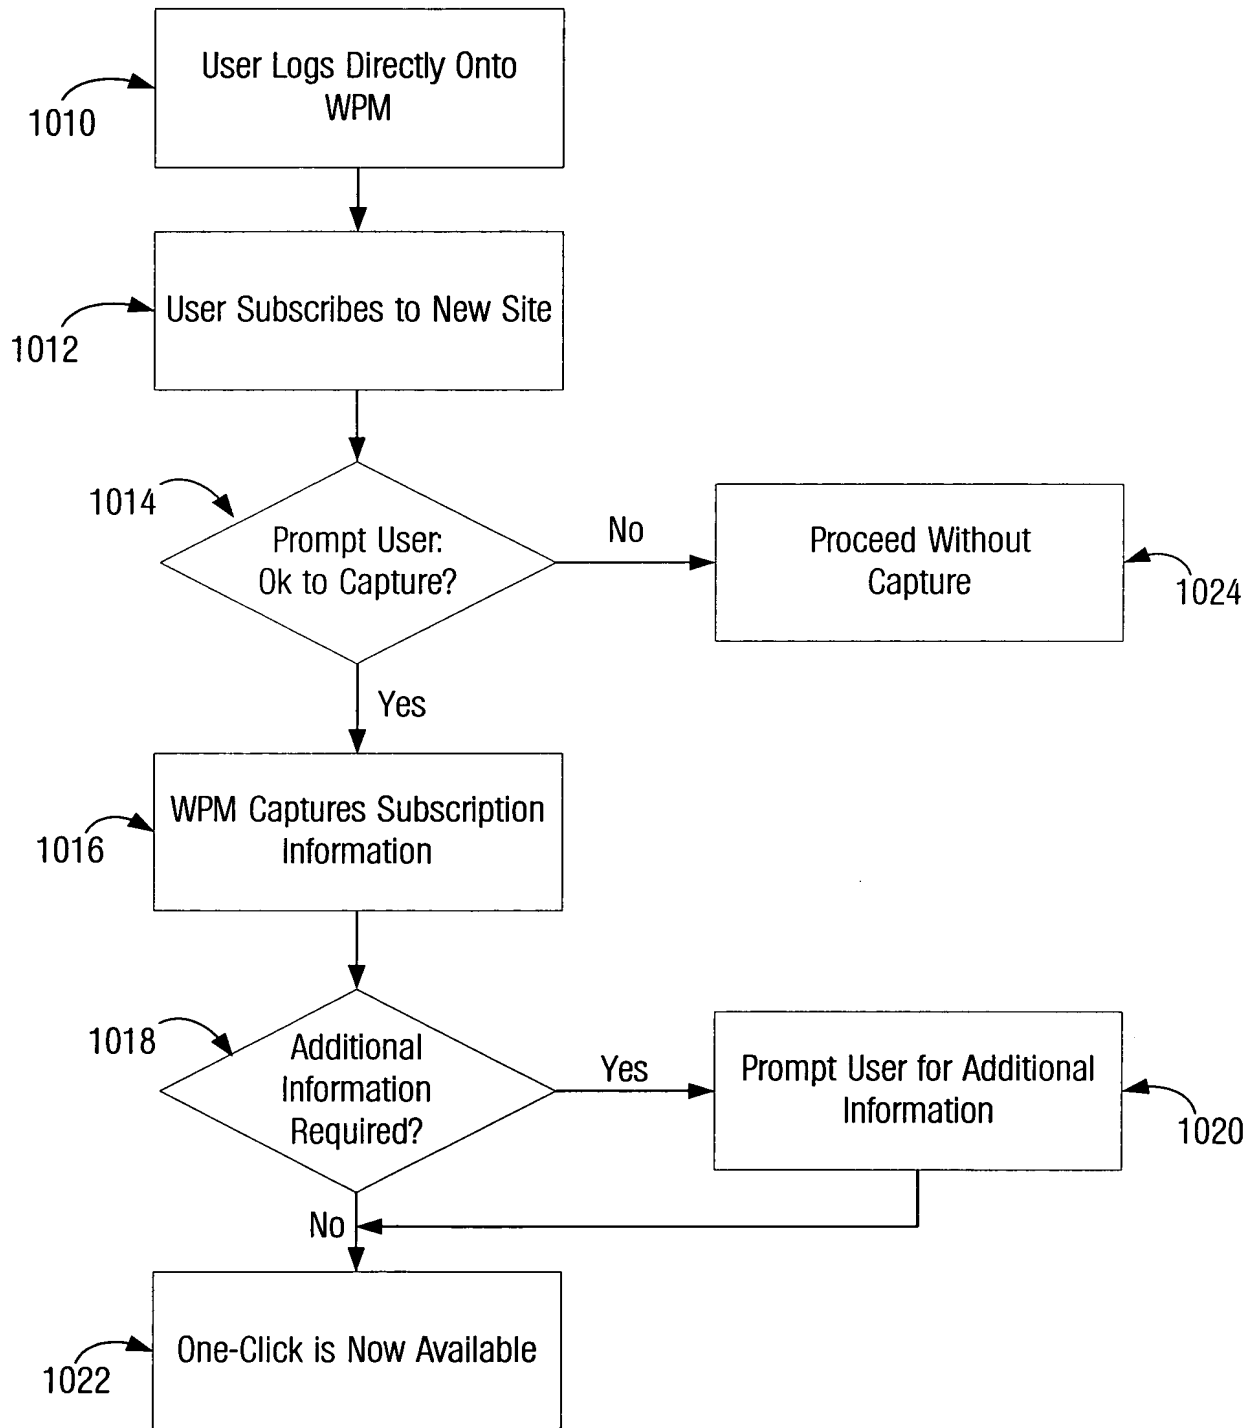 User Logs Directly Onto
WPM
1010
User Subscribes to New Site
1012
1014
Prompt User:
Ok to Capture?
No
Proceed Without
Capture
1024
Yes
WPM Captures Subscription
Information
1016
1018
Additional
Information
Required?
Yes
Prompt User for Additional
Information
1020
No
One-Click is Now Available
1022